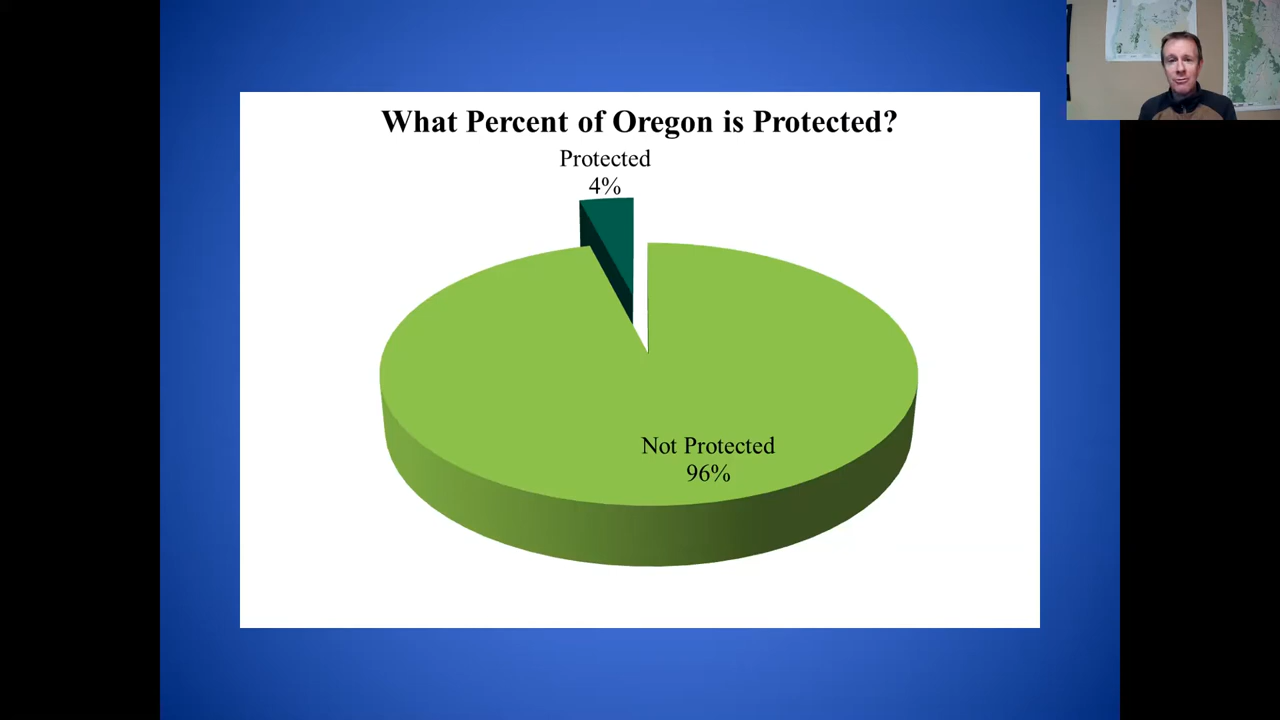 What Percent of Oregon is Protected?
Protected
4%
Not Protected
96%